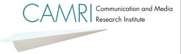 CAMRI Communication and Media
Research Institute